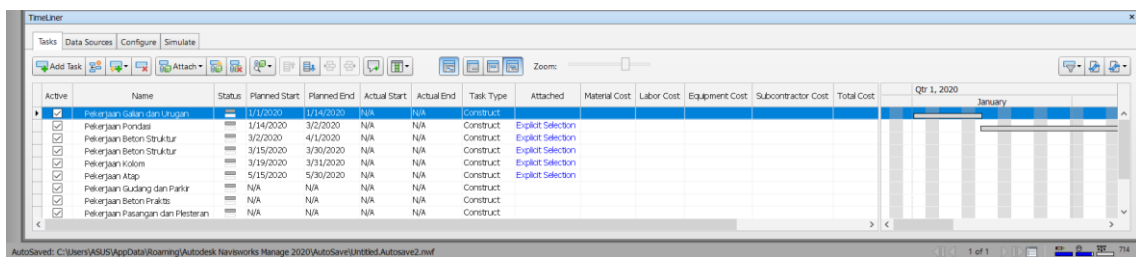 TimeLiner
Tasks Data Sources Configure Simulate
Add Task Attach Zoom:
Active Name Status Planned Start Planned End Actual Start Actual End Task Type Attached Material Cost Labor Cost Equipment Cost Subcontractor Cost Total Cost Qtr 1, 2020
January
Pekerjaan Galian dan Urugan 1/1/2020 1/14/2020 N/A N/A Construct
Pekerjaan Pondasi 1/14/2020 3/2/2020 N/A N/A Construct Explicit Selection
Pekerjaan Beton Struktur 3/2/2020 4/1/2020 N/A N/A Construct Explicit Selection
Pekerjaan Beton Struktur 3/15/2020 3/30/2020 N/A N/A Construct Explicit Selection
Pekerjaan Kolom 3/19/2020 3/31/2020 N/A N/A Construct Explicit Selection
Pekerjaan Atap 5/15/2020 5/30/2020 N/A N/A Construct Explicit Selection
Pekerjaan Gudang dan Parkir N/A N/A N/A N/A Construct
Pekerjaan Beton Praktis N/A N/A N/A N/A Construct
Pekerjaan Pasangan dan Plesteran N/A N/A N/A N/A Construct
AutoSaved: C:\Users\ASUS\AppData\Roaming\Autodesk Navisworks Manage 2020\AutoSave\Untitled.Autosave2.nwf 1 of 1 714